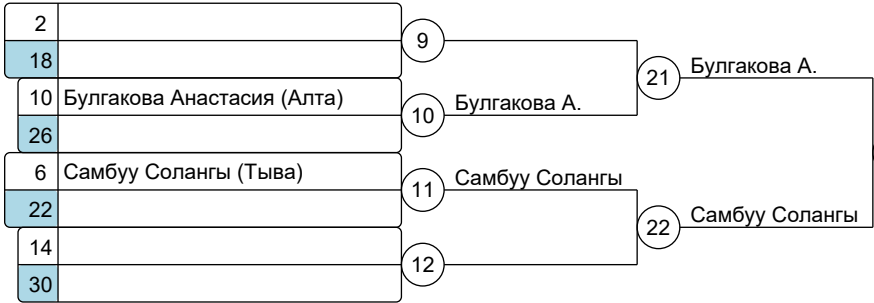 2
9
18
21 Булгакова А.
10 Булгакова Анастасия (Алта)
10 Булгакова А.
26
6 Самбуу Солангы (Тыва)
11 Самбуу Солангы
22
22 Самбуу Солангы
14
12
30